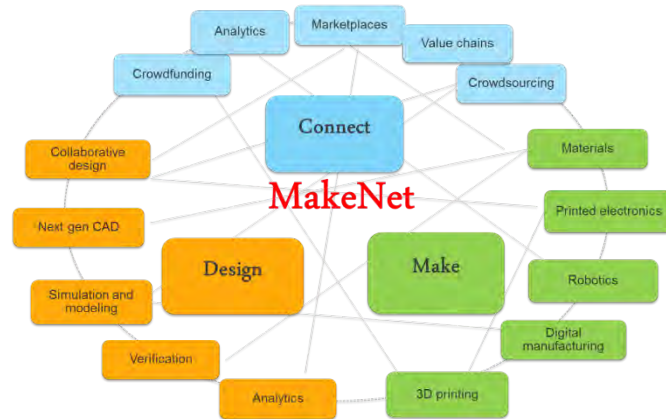 Marketplaces
Analytics
Value chains
Crowdfunding
Crowdsourcing
Connect
Collaborative
design
Materials
MakeNet
Next gen CAD
Printed electronics
Design
Make
Simulation and
modeling
Robotics
Verification
Digital
manufacturing
Analytics
3D printing